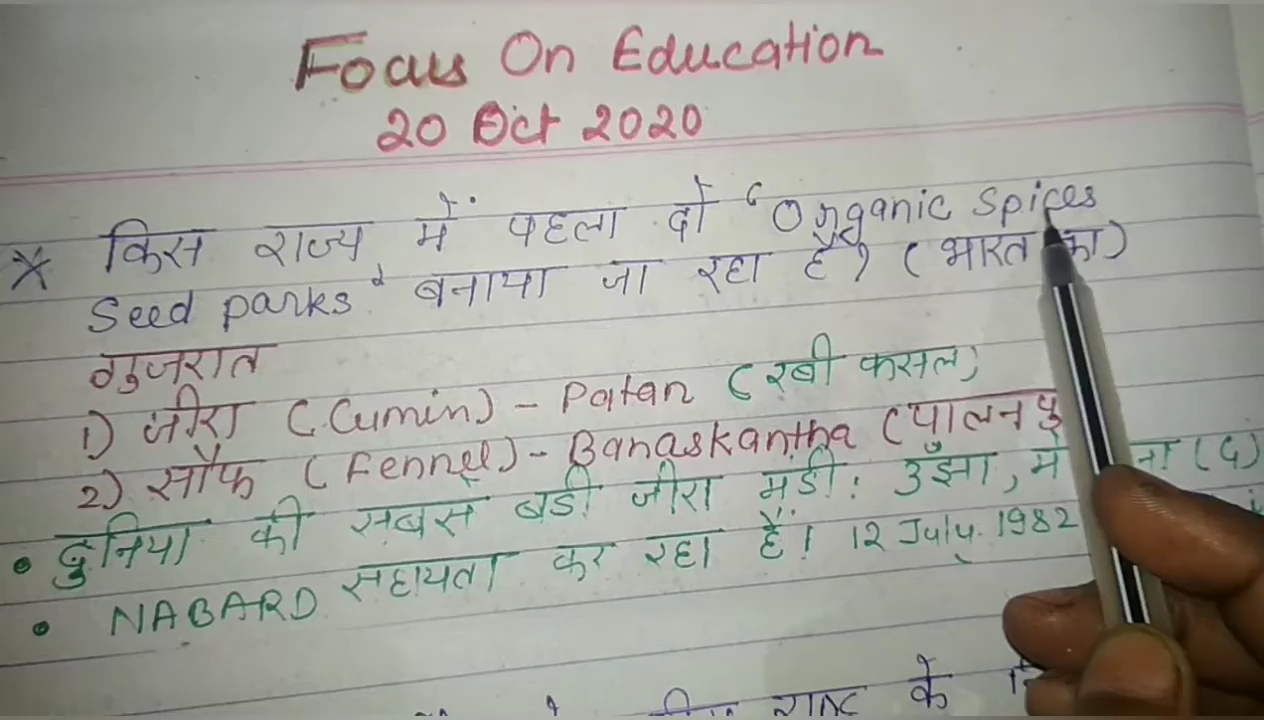 Focus On Education
20 Oct 2020
* किस राज्य में पहला दो "Organic Spices
Seed parks" बनाया जा रहा है? (भारत का)
गुजरात
1) जीरा (Cumin) - Patan (रबी फसल)
2) सौंफ (Fennel) - Banaskantha (पालनपु
• दुनिया की सबसे बडी जीरा मंडी: उँझा,
• NABARD सहायता कर रहा है। 12 July. 1982
के